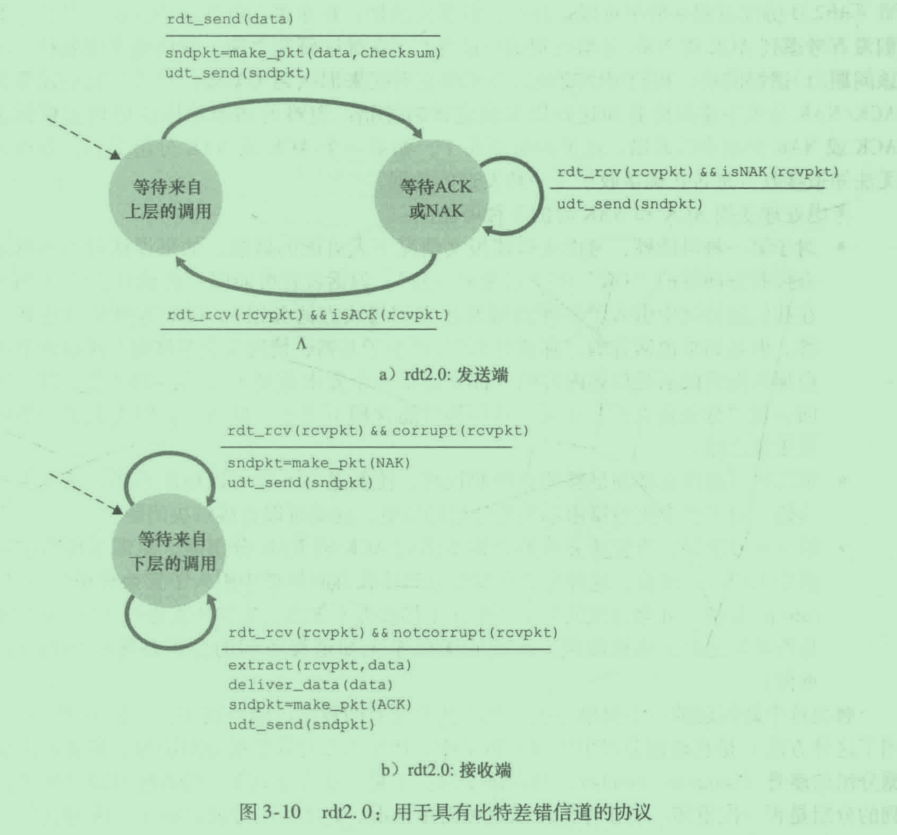 rdt_send(data)
sndpkt=make_pkt(data,checksum)
udt_send(sndpkt)
等待来自
上层的调用
等待ACK
或NAK
rdt_rcv(rcvpkt) && isNAK(rcvpkt)
udt_send(sndpkt)
rdt_rcv(rcvpkt) && isACK(rcvpkt)
Λ
a）rdt2.0: 发送端
rdt_rcv(rcvpkt) && corrupt(rcvpkt)
sndpkt=make_pkt(NAK)
udt_send(sndpkt)
等待来自
下层的调用
rdt_rcv(rcvpkt) && notcorrupt(rcvpkt)
extract(rcvpkt,data)
deliver_data(data)
sndpkt=make_pkt(ACK)
udt_send(sndpkt)
b）rdt2.0: 接收端
图 3-10 rdt2.0：用于具有比特差错信道的协议